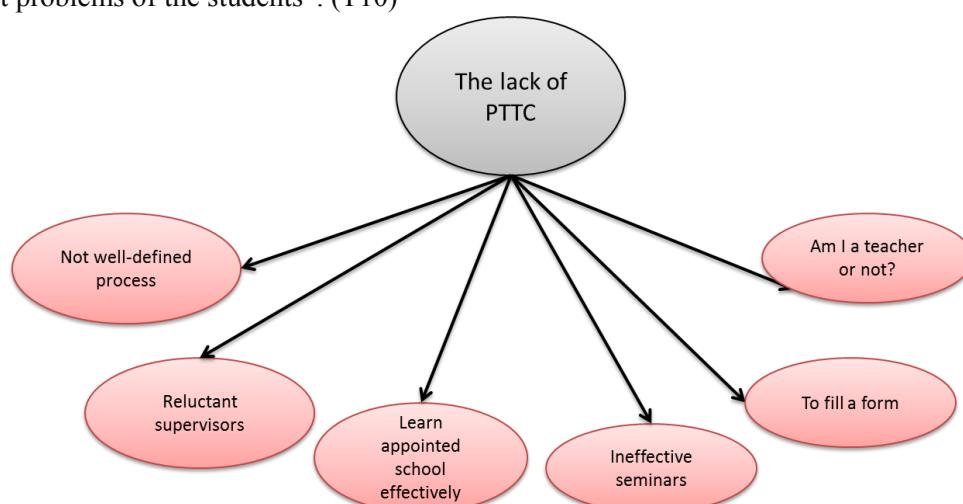 t problems of the students”. (T10)
The lack of
PTTC
Not well-defined
process
Am I a teacher
or not?
Reluctant
supervisors
Learn
appointed
school
effectively
Ineffective
seminars
To fill a form